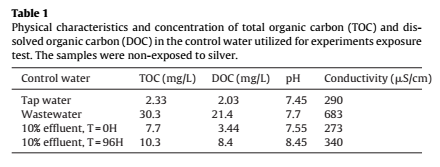 Table 1
Physical characteristics and concentration of total organic carbon (TOC) and dis-
solved organic carbon (DOC) in the control water utilized for experiments exposure
test. The samples were non-exposed to silver.
Control water TOC (mg/L) DOC (mg/L) pH Conductivity (μS/cm)
Tap water 2.33 2.03 7.45 290
Wastewater 30.3 21.4 7.7 683
10% effluent, T=0H 7.7 3.44 7.55 273
10% effluent, T=96H 10.3 8.4 8.45 340